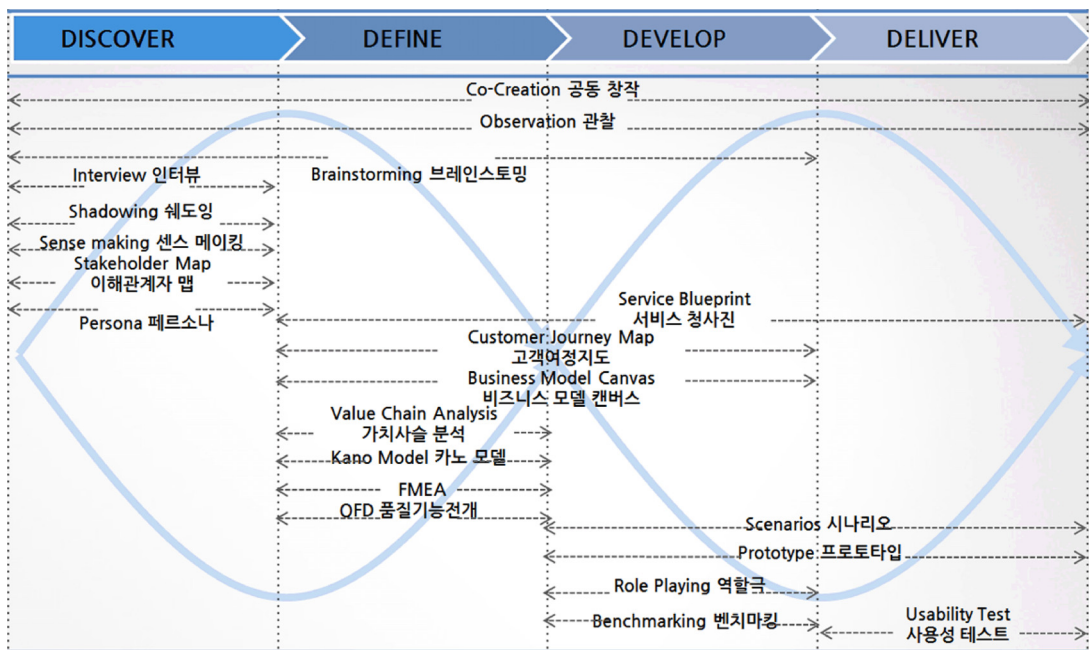 DISCOVER
DEFINE
DEVELOP
DELIVER
Co-Creation 공동 창작
Observation 관찰
Brainstorming 브레인스토밍
Interview 인터뷰
Shadowing 쉐도잉
Sense making 센스 메이킹
Stakeholder Map
이해관계자 맵
Persona 페르소나
Service Blueprint
서비스 청사진
Customer Journey Map
고객여정지도
Business Model Canvas
비즈니스 모델 캔버스
Value Chain Analysis
가치사슬 분석
Kano Model 카노 모델
FMEA
QFD 품질기능전개
Scenarios 시나리오
Prototype 프로토타입
Role Playing 역할극
Benchmarking 벤치마킹
Usability Test
사용성 테스트